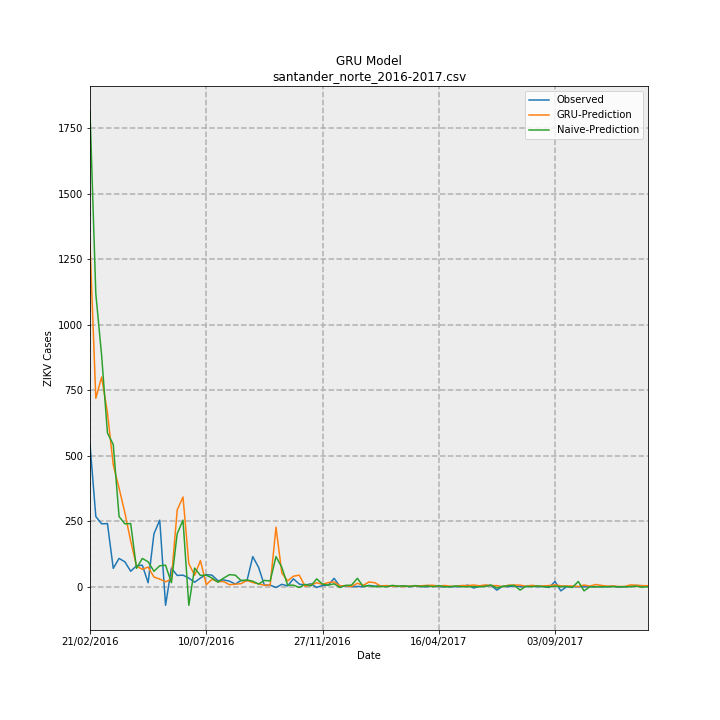 GRU Model
santander_norte_2016-2017.csv
Observed
GRU-Prediction
Naive-Prediction
1750
1500
1250
1000
750
500
250
0
ZIKV Cases
21/02/2016
10/07/2016
27/11/2016
16/04/2017
03/09/2017
Date